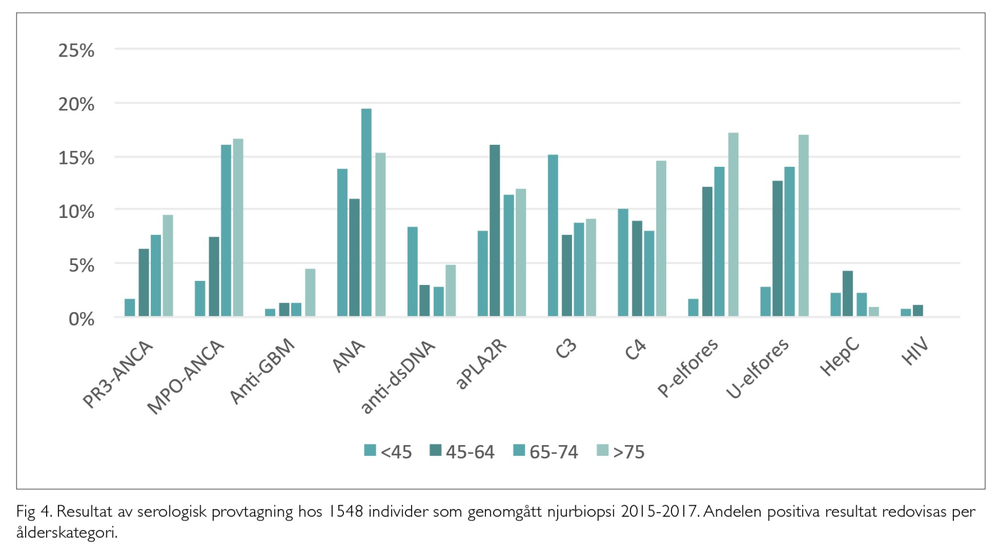 25%
20%
15%
10%
5%
0%
PR3-ANCA
MPO-ANCA
Anti-GBM
ANA
anti-dsDNA
aPLA2R
C3
C4
P-elfores
U-elfores
HepC
HIV
<45 45-64 65-74 >75
Fig 4. Resultat av serologisk provtagning hos 1548 individer som genomgått njurbiopsi 2015-2017. Andelen positiva resultat redovisas per
ålderskategori.